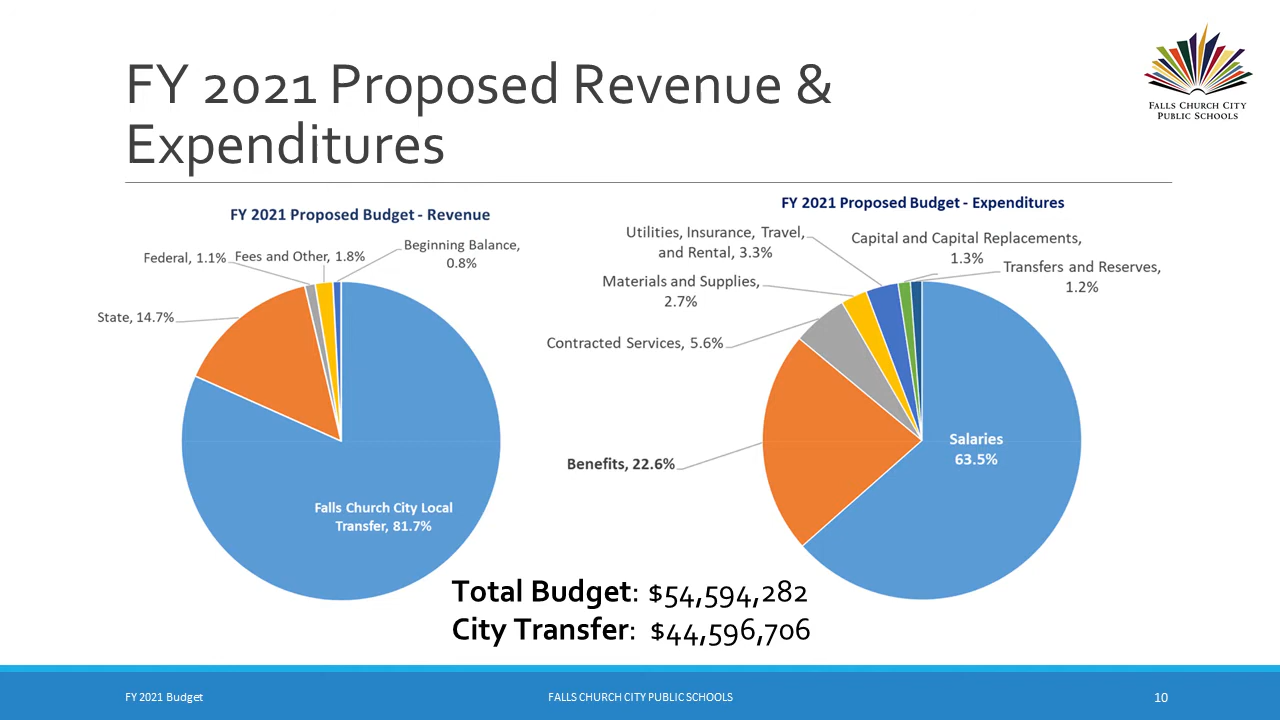 FY 2021 Proposed Revenue &
Expenditures
FALLS CHURCH CITY
PUBLIC SCHOOLS
FY 2021 Proposed Budget - Revenue
Federal, 1.1%
Fees and Other, 1.8%
Beginning Balance,
0.8%
State, 14.7%
Falls Church City Local
Transfer, 81.7%
FY 2021 Proposed Budget - Expenditures
Utilities, Insurance, Travel,
and Rental, 3.3%
Capital and Capital Replacements,
1.3%
Transfers and Reserves,
1.2%
Materials and Supplies,
2.7%
Contracted Services, 5.6%
Benefits, 22.6%
Salaries
63.5%
Total Budget: $54,594,282
City Transfer: $44,596,706
FY 2021 Budget
FALLS CHURCH CITY PUBLIC SCHOOLS
10